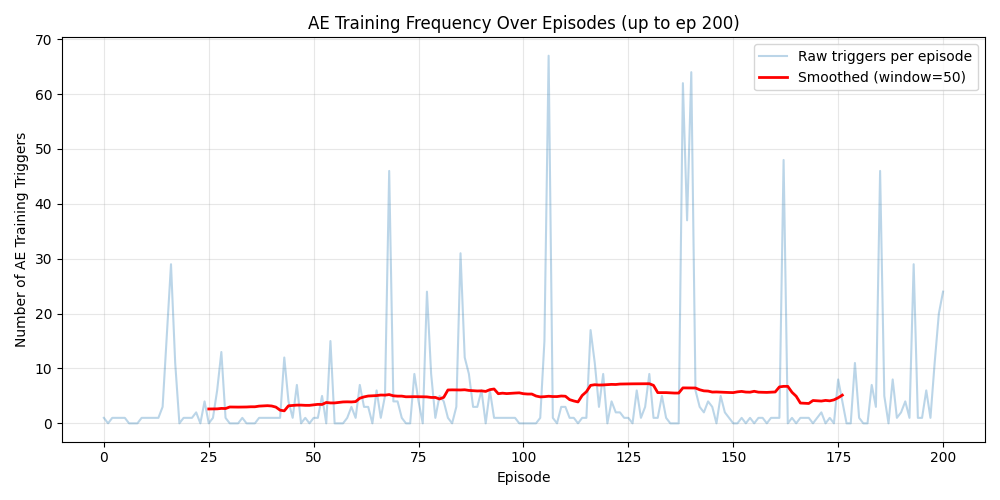 AE Training Frequency Over Episodes (up to ep 200)
Raw triggers per episode
Smoothed (window=50)
Number of AE Training Triggers
70
60
50
40
30
20
10
0
0 25 50 75 100 125 150 175 200
Episode